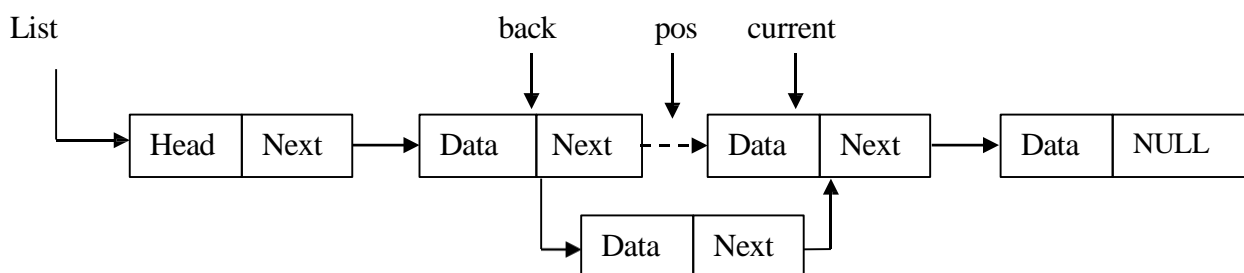 List back pos current
Head Next Data Next Data Next Data NULL
Data Next